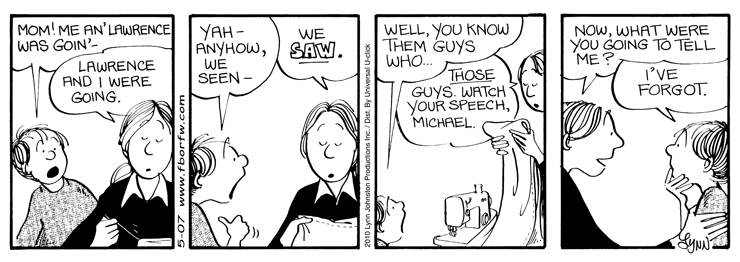 MOM! ME AN' LAWRENCE
WAS GOIN'-
LAWRENCE
AND I WERE
GOING.
5-07 www.fborfw.com
YAH-
ANYHOW,
WE
SEEN-
WE
SAW.
2010 Lynn Johnston Productions Inc. / Dist. By Universal U-click
WELL, YOU KNOW
THEM GUYS
WHO...
THOSE
GUYS. WATCH
YOUR SPEECH,
MICHAEL.
NOW, WHAT WERE
YOU GOING TO TELL
ME?
I'VE
FORGOT.
LYNN